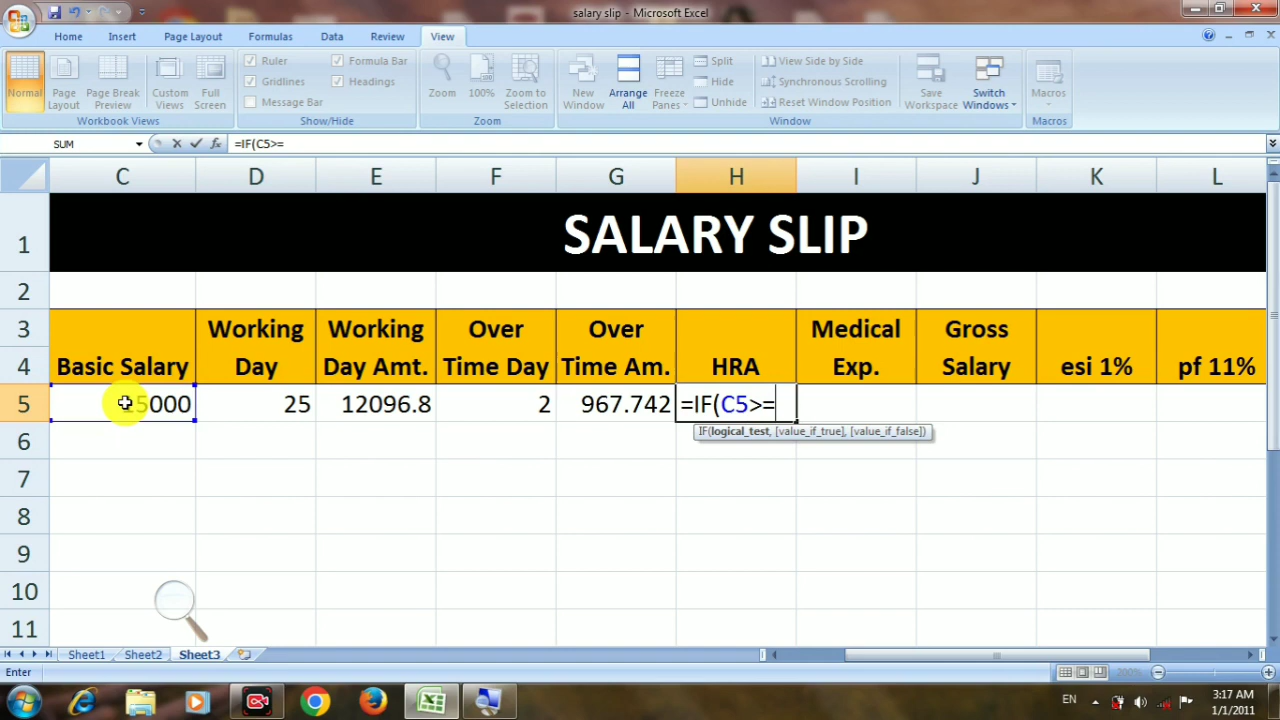 salary slip - Microsoft Excel
Home Insert Page Layout Formulas Data Review View
Normal Page Layout Page Break Preview Custom Views Full Screen
Workbook Views
Ruler Formula Bar
Gridlines Headings
Message Bar
Show/Hide
Zoom 100% Zoom to Selection
Zoom
New Window Arrange All Freeze Panes
Split View Side by Side
Hide Synchronous Scrolling
Unhide Reset Window Position
Save Workspace Switch Windows
Window
Macros
Macros
SUM =IF(C5>=
C D E F G H I J K L
1 SALARY SLIP
2
3 Working Working Over Over Medical Gross
4 Basic Salary Day Day Amt. Time Day Time Am. HRA Exp. Salary esi 1% pf 11%
5 25 12096.8 2 967.742 =IF(C5>=
IF(logical_test, [value_if_true], [value_if_false])
6
7
8
9
10
11
Sheet1 Sheet2 Sheet3
Enter 200%
EN 3:17 AM
1/1/2011